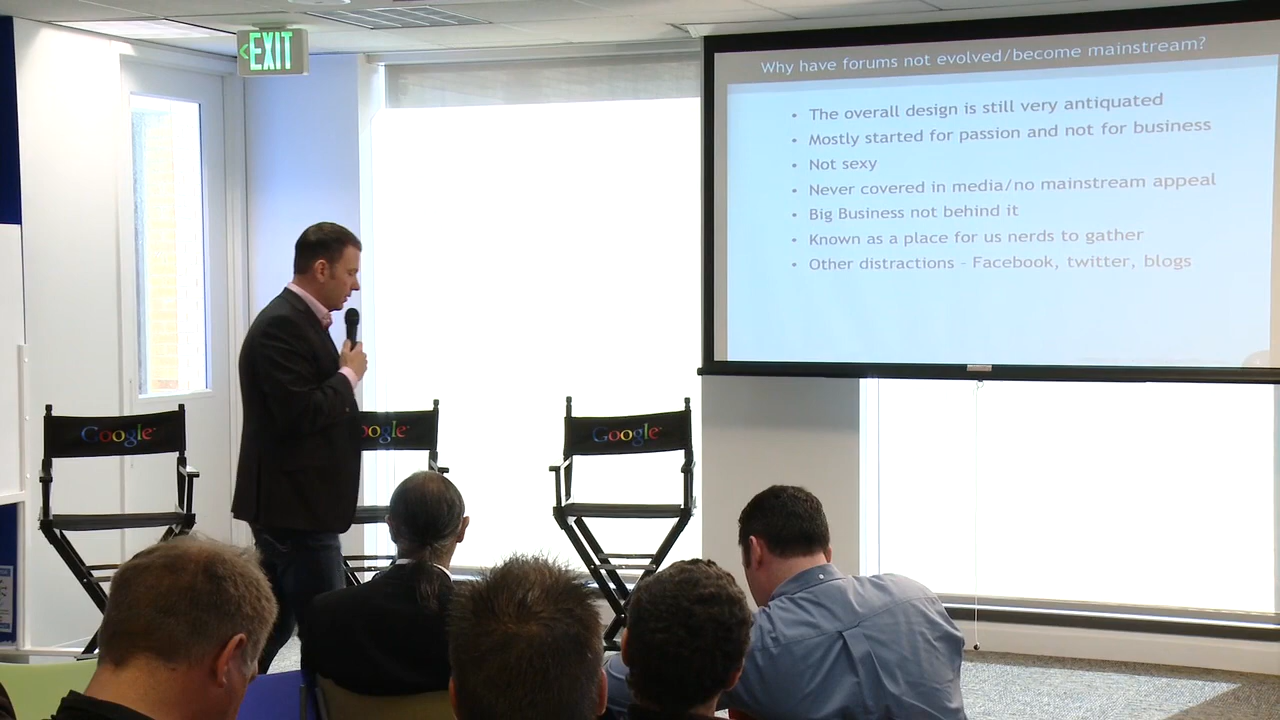 EXIT
Why have forums not evolved/become mainstream?
• The overall design is still very antiquated
• Mostly started for passion and not for business
• Not sexy
• Never covered in media/no mainstream appeal
• Big Business not behind it
• Known as a place for us nerds to gather
• Other distractions – Facebook, twitter, blogs
Google
oogle
Google